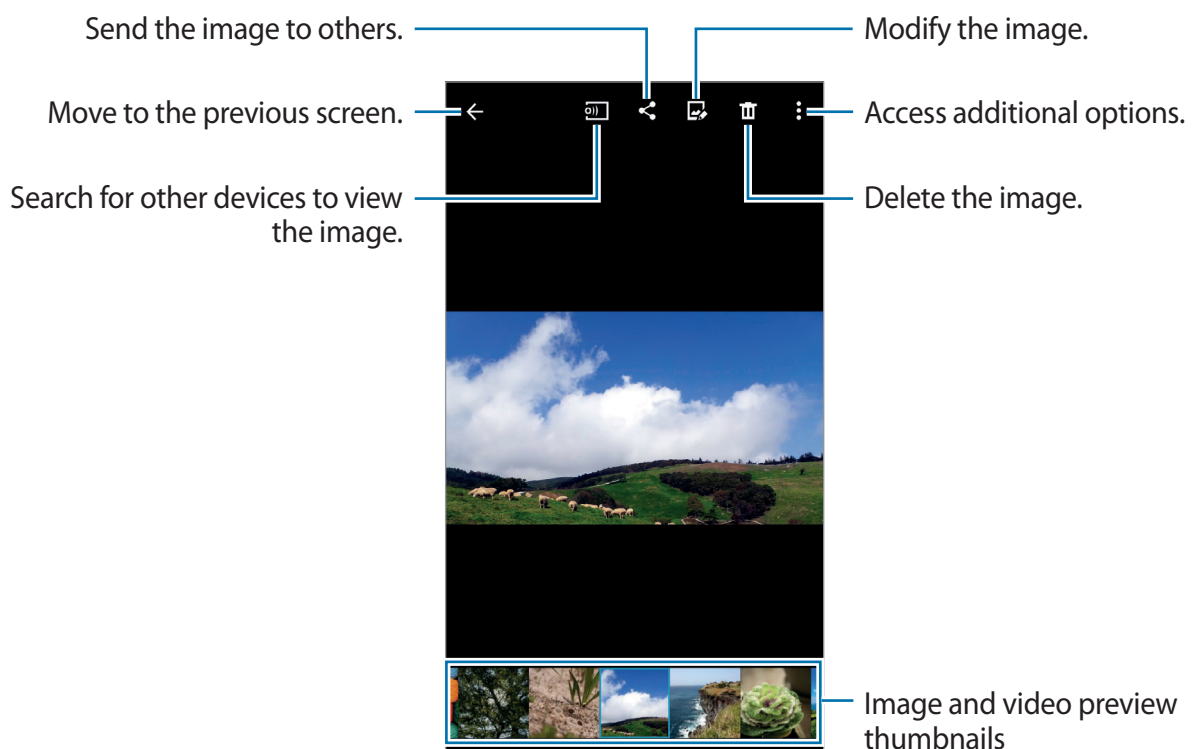 Send the image to others.
Modify the image.
Move to the previous screen.
Access additional options.
Search for other devices to view
the image.
Delete the image.
Image and video preview
thumbnails